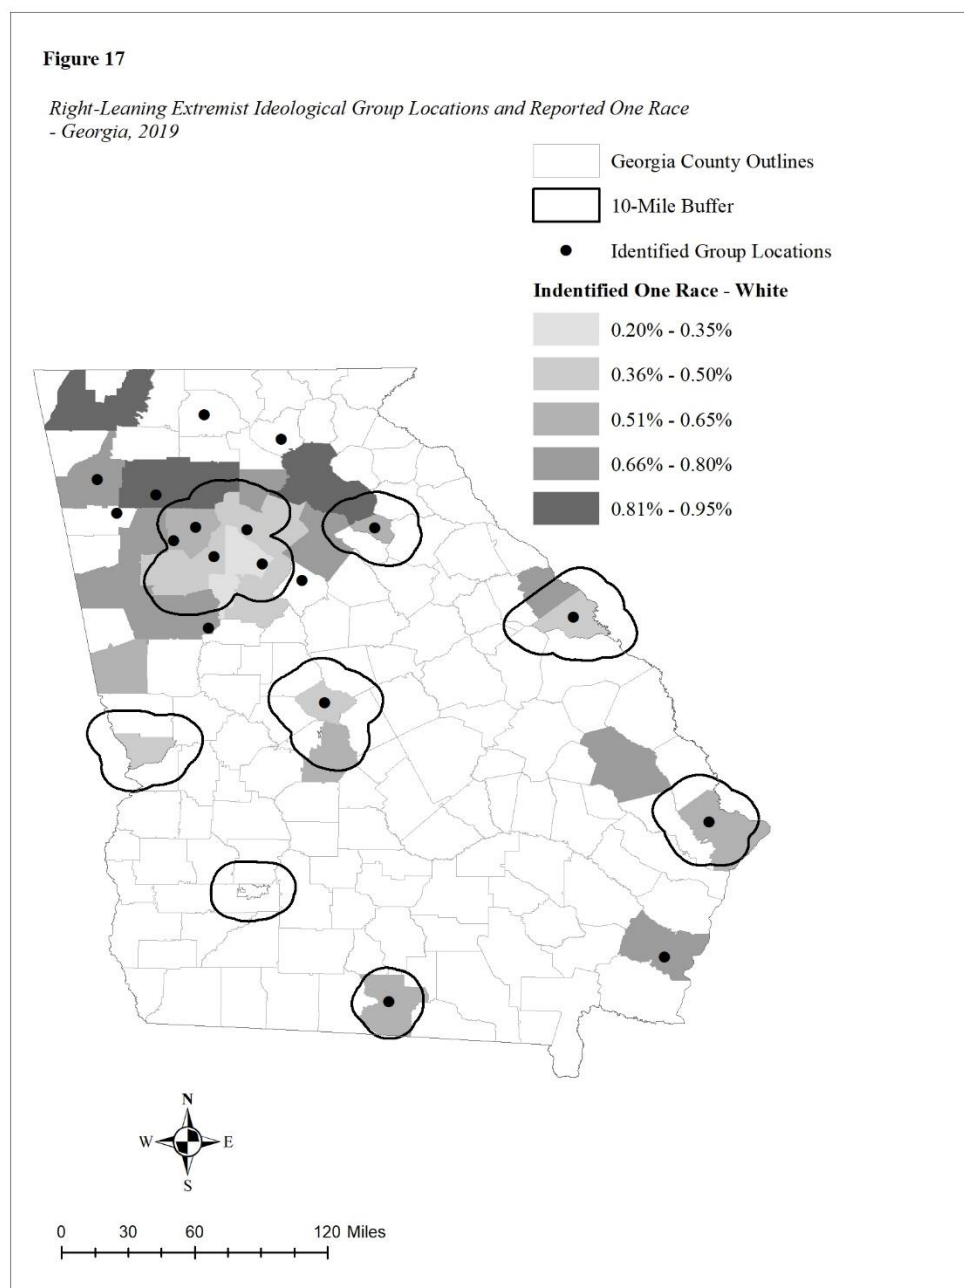 Figure 17
Right-Leaning Extremist Ideological Group Locations and Reported One Race
- Georgia, 2019
Georgia County Outlines
10-Mile Buffer
Identified Group Locations
Indentified One Race - White
0.20% - 0.35%
0.36% - 0.50%
0.51% - 0.65%
0.66% - 0.80%
0.81% - 0.95%
N
W E
S
0 30 60 120 Miles